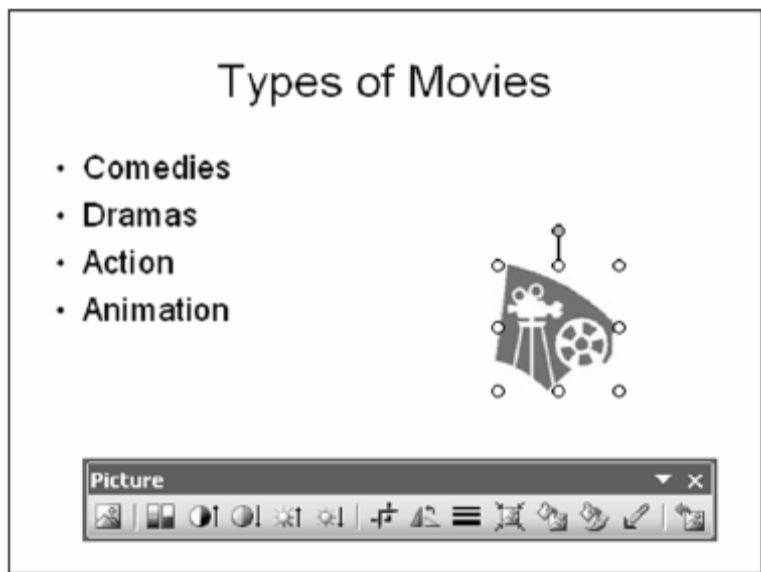 Types of Movies
• Comedies
• Dramas
• Action
• Animation
Picture